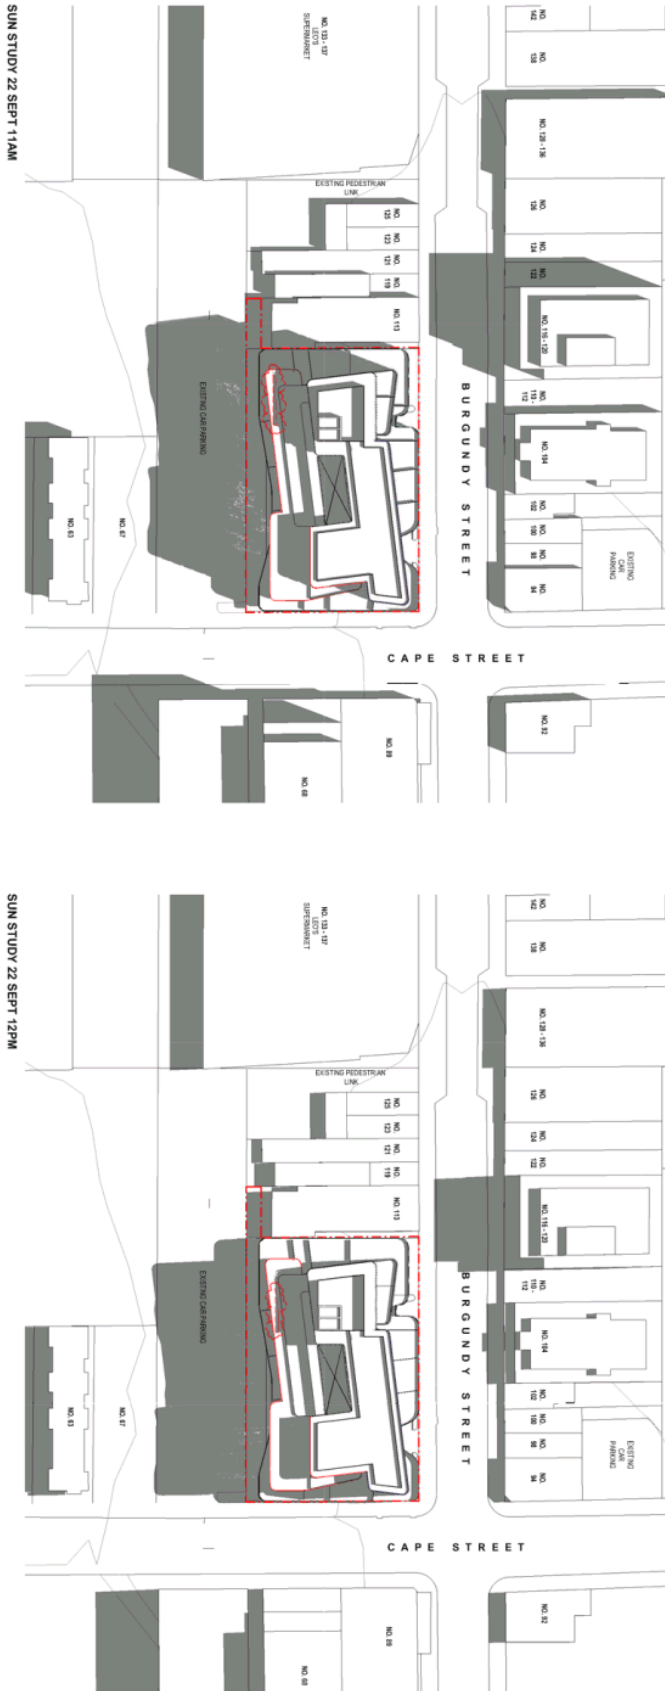 SUN STUDY 22 SEPT 11AM
NO. 133 - 137
LEO'S
SUPERMARKET
EXISTING PEDESTRIAN
LINK
NO.
125
NO.
123
NO.
121
NO.
119
NO. 113
EXISTING CAR PARKING
NO. 63
NO. 67
BURGUNDY STREET
NO.
142
NO.
138
NO. 128 - 136
NO.
126
NO.
124
NO.
122
NO. 116 - 120
NO.
110 -
112
NO. 104
NO.
102
NO.
100
NO.
98
NO.
94
EXISTING
CAR
PARKING
CAPE STREET
NO. 89
NO. 68
NO. 92
SUN STUDY 22 SEPT 12PM
NO. 133 - 137
LEO'S
SUPERMARKET
EXISTING PEDESTRIAN
LINK
NO.
125
NO.
123
NO.
121
NO.
119
NO. 113
EXISTING CAR PARKING
NO. 63
NO. 67
BURGUNDY STREET
NO.
142
NO.
138
NO. 128 - 136
NO.
126
NO.
124
NO.
122
NO. 116 - 120
NO.
110 -
112
NO. 104
NO.
102
NO.
100
NO.
98
NO.
94
EXISTING
CAR
PARKING
CAPE STREET
NO. 89
NO. 68
NO. 92